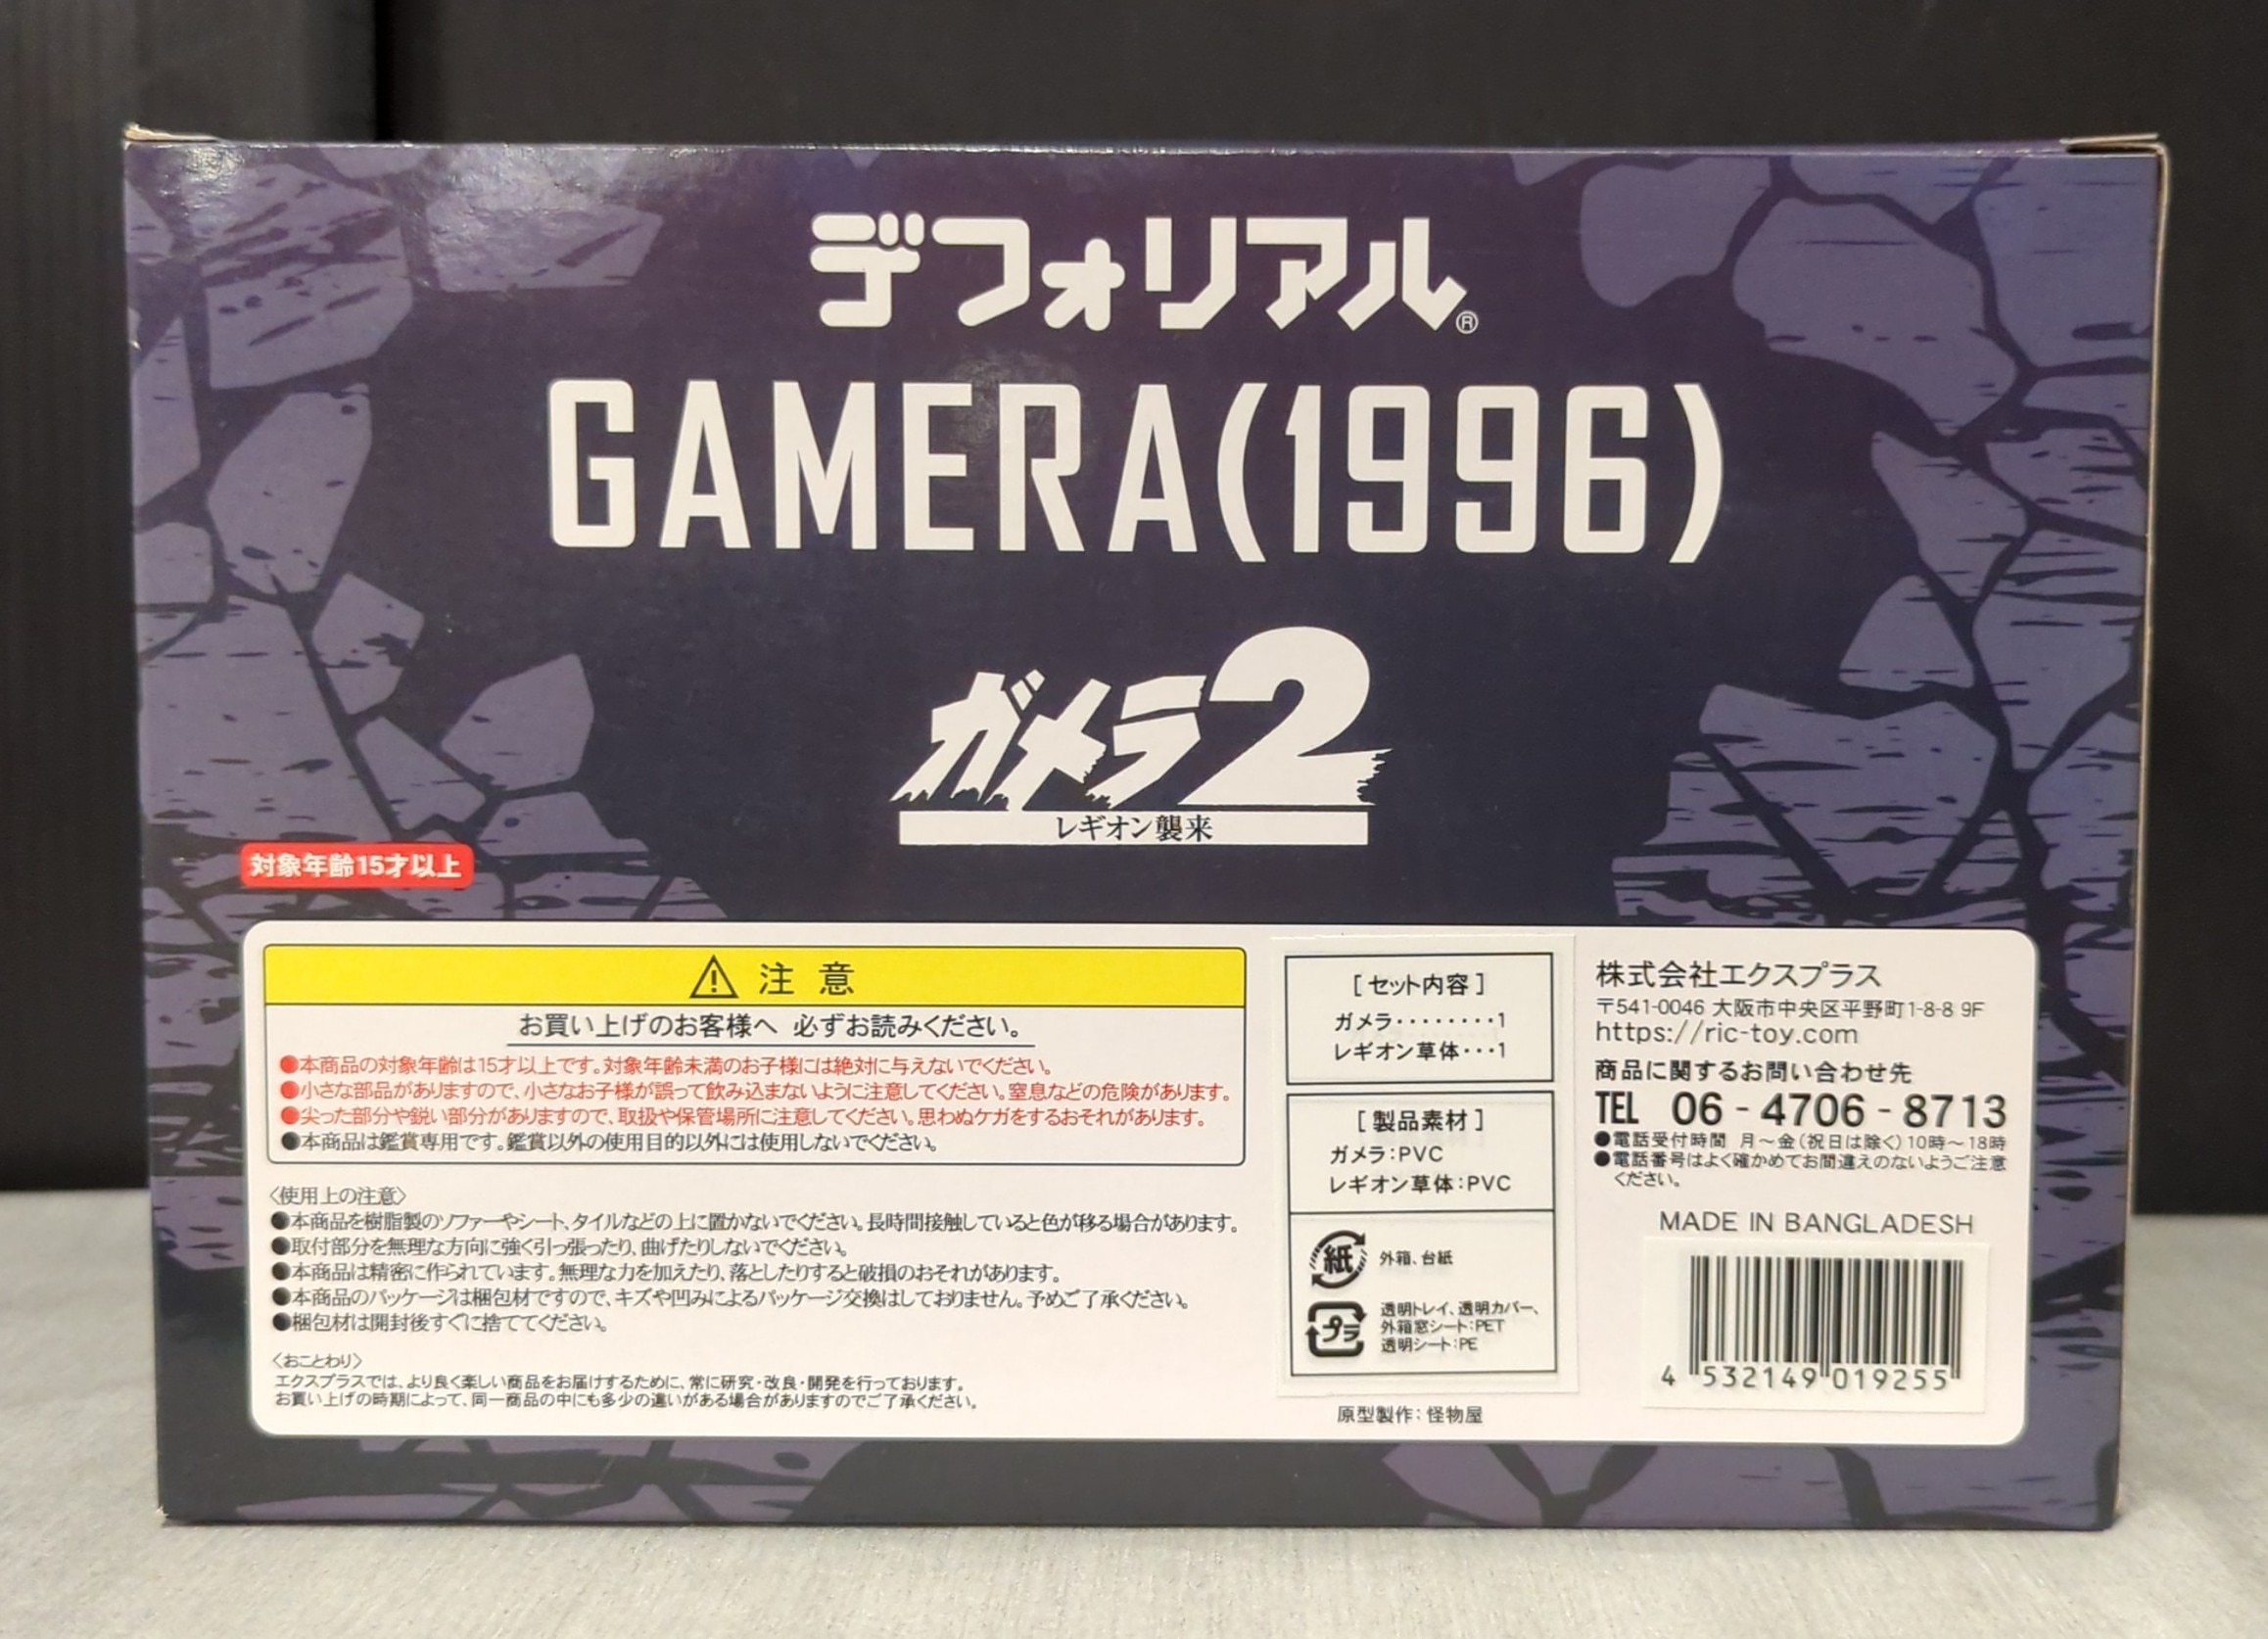 デフォリアル®
GAMERA(1996)
ガメラ2
レギオン襲来
対象年齢15才以上
注 意
お買い上げのお客様へ 必ずお読みください。
●本商品の対象年齢は15才以上です。対象年齢未満のお子様には絶対に与えないでください。
●小さな部品がありますので、小さなお子様が誤って飲み込まないように注意してください。窒息などの危険があります。
●尖った部分や鋭い部分がありますので、取扱や保管場所に注意してください。思わぬケガをするおそれがあります。
●本商品は鑑賞専用です。鑑賞以外の使用目的以外には使用しないでください。
〈使用上の注意〉
●本商品を樹脂製のソファーやシート、タイルなどの上に置かないでください。長時間接触していると色が移る場合があります。
●取付部分を無理な方向に強く引っ張ったり、曲げたりしないでください。
●本商品は精密に作られています。無理な力を加えたり、落としたりすると破損のおそれがあります。
●本商品のパッケージは梱包材ですので、キズや凹みによるパッケージ交換はしておりません。予めご了承ください。
●梱包材は開封後すぐに捨ててください。
〈おことわり〉
エクスプラスでは、より良く楽しい商品をお届けするために、常に研究・改良・開発を行っております。
お買い上げの時期によって、同一商品の中にも多少の違いがある場合がありますのでご了承ください。
[ セット内容 ]
ガメラ・・・・・・・・1
レギオン草体・・・1
[ 製品素材 ]
ガメラ:PVC
レギオン草体:PVC
紙
外箱、台紙
プラ
透明トレイ、透明カバー、
外箱窓シート:PET
透明シート:PE
原型製作:怪物屋
株式会社エクスプラス
〒541-0046 大阪市中央区平野町1-8-8 9F
https://ric-toy.com
商品に関するお問い合わせ先
TEL 06-4706-8713
●電話受付時間 月～金(祝日は除く)10時～18時
●電話番号はよく確かめてお間違えのないようご注意
ください。
MADE IN BANGLADESH
4 532149 019255